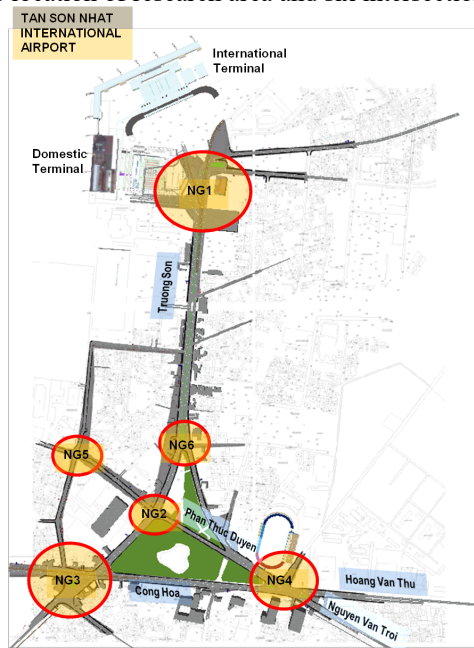 TAN SON NHAT
INTERNATIONAL
AIRPORT
International
Terminal
Domestic
Terminal
NG1
Truong Son
NG6
NG5
NG2
Phan Thúc Duyen
NG3
NG4
Hoang Van Thu
Cong Hoa
Nguyen Van Troi